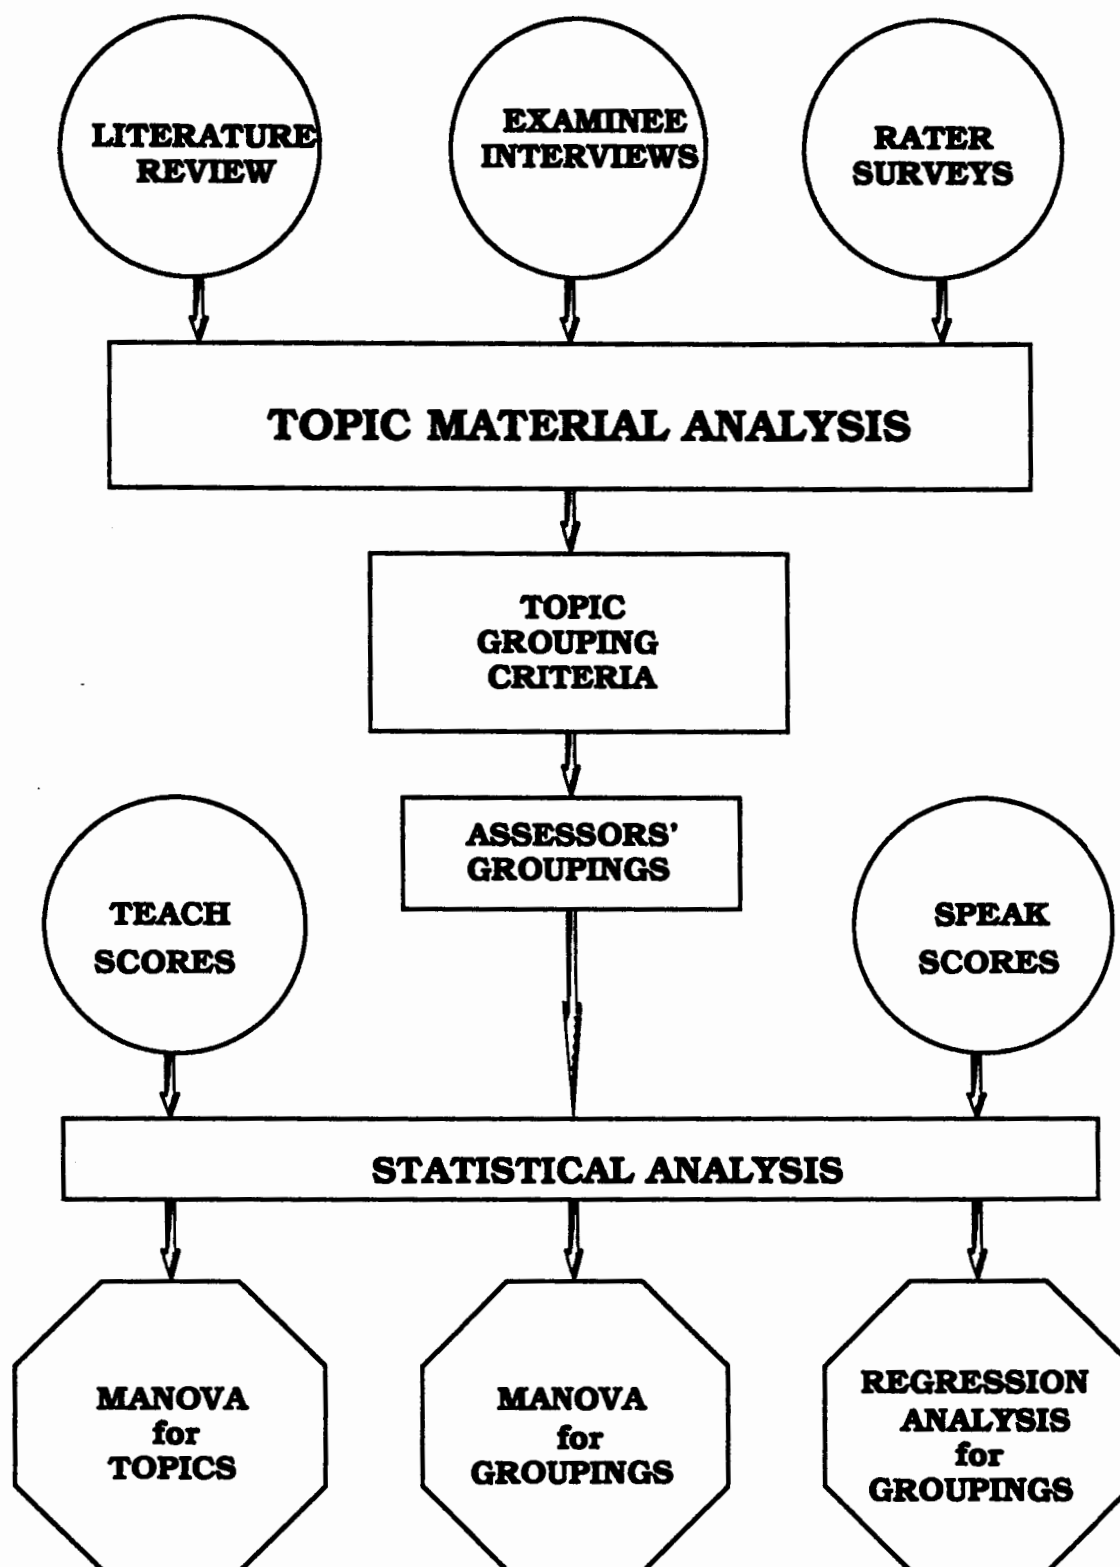 LITERATURE
REVIEW
EXAMINEE
INTERVIEWS
RATER
SURVEYS
TOPIC MATERIAL ANALYSIS
TOPIC
GROUPING
CRITERIA
ASSESSORS'
GROUPINGS
TEACH
SCORES
SPEAK
SCORES
STATISTICAL ANALYSIS
MANOVA
for
TOPICS
MANOVA
for
GROUPINGS
REGRESSION
ANALYSIS
for
GROUPINGS